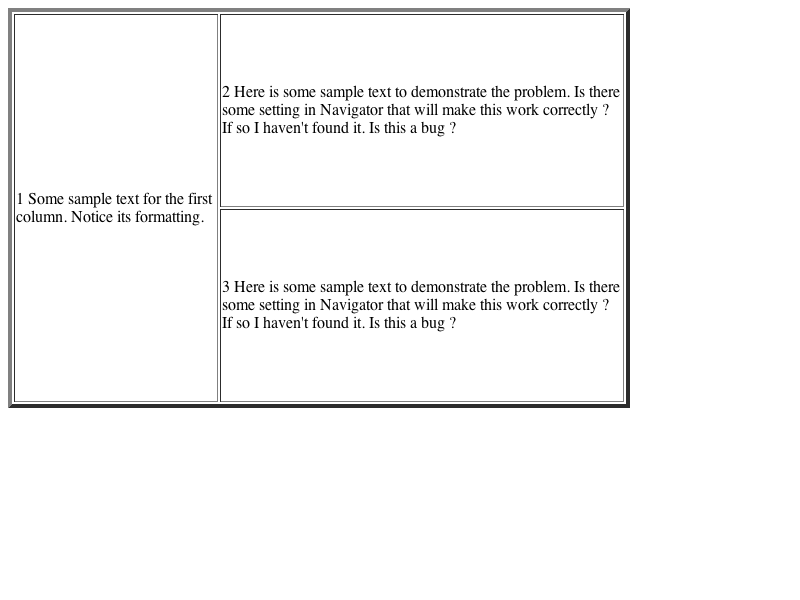 1 Some sample text for the first
column. Notice its formatting.
2 Here is some sample text to demonstrate the problem. Is there
some setting in Navigator that will make this work correctly ?
If so I haven't found it. Is this a bug ?
3 Here is some sample text to demonstrate the problem. Is there
some setting in Navigator that will make this work correctly ?
If so I haven't found it. Is this a bug ?